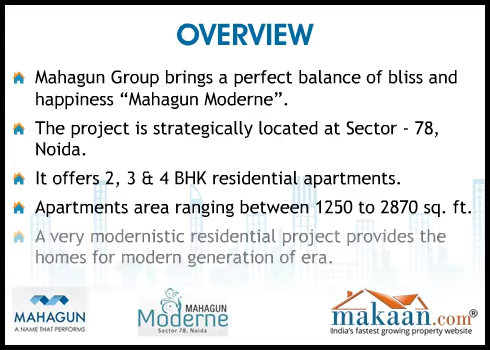 OVERVIEW
Mahagun Group brings a perfect balance of bliss and
happiness “Mahagun Moderne”.
The project is strategically located at Sector - 78,
Noida.
It offers 2, 3 & 4 BHK residential apartments.
Apartments area ranging between 1250 to 2870 sq. ft.
A very modernistic residential project provides the
homes for modern generation of era.
MAHAGUN
A NAME THAT PERFORMS
MAHAGUN
Moderne
Sector 78, Noida
makaan.com®
India's fastest growing property website